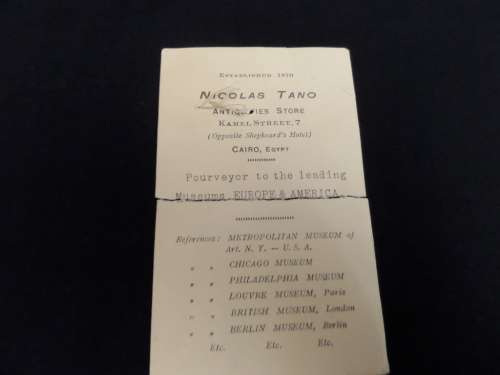 ESTABLISHED 1870
NICOLAS TANO
ANTIQUITIES STORE
KAMEL STREET, 7
(Opposite Shepheard's Hotel)
CAIRO, EGYPT
Pourveyor to the leading
Museums EUROPE & AMERICA
References: METROPOLITAN MUSEUM of
Art. N. Y. — U. S. A.
" " CHICAGO MUSEUM
" " PHILADELPHIA MUSEUM
" " LOUVRE MUSEUM, Paris
" " BRITISH MUSEUM, London
" " BERLIN MUSEUM, Berlin
Etc. Etc. Etc.